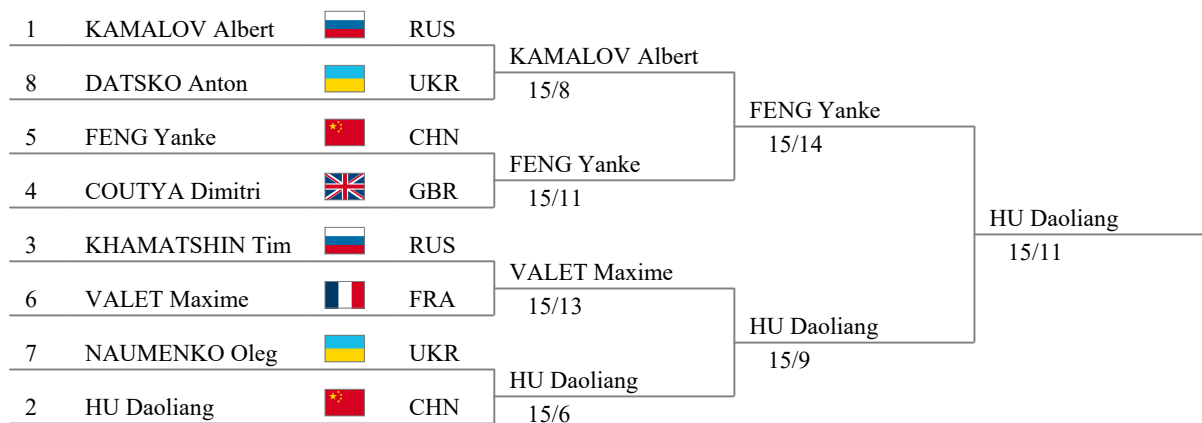 1 KAMALOV Albert RUS
KAMALOV Albert
8 DATSKO Anton UKR
15/8
FENG Yanke
5 FENG Yanke CHN
15/14
FENG Yanke
4 COUTYA Dimitri GBR
15/11
HU Daoliang
3 KHAMATSHIN Tim RUS
15/11
VALET Maxime
6 VALET Maxime FRA
15/13
HU Daoliang
7 NAUMENKO Oleg UKR
15/9
HU Daoliang
2 HU Daoliang CHN
15/6